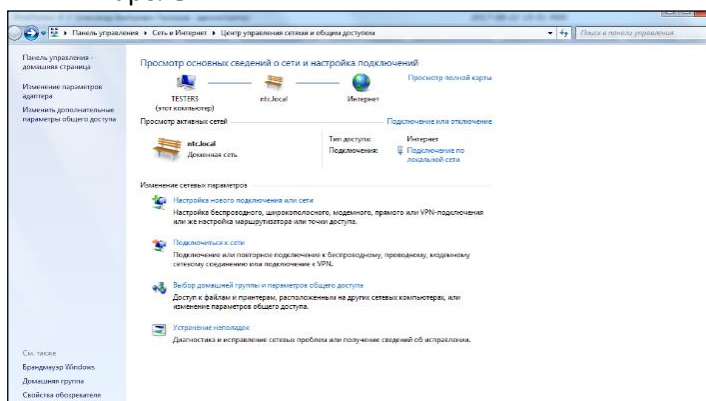 Панель управления ▸ Сеть и Интернет ▸ Центр управления сетями и общим доступом
Поиск в панели управления
Панель управления -
домашняя страница
Изменение параметров
адаптера
Изменить дополнительные
параметры общего доступа
Просмотр основных сведений о сети и настройка подключений
Просмотр полной карты
TESTER3
(этот компьютер)
ntc.local
Интернет
Просмотр активных сетей
Подключение или отключение
ntc.local
Доменная сеть
Тип доступа: Интернет
Подключения: Подключение по
локальной сети
Изменение сетевых параметров
Настройка нового подключения или сети
Настройка беспроводного, широкополосного, модемного, прямого или VPN-подключения
или же настройка маршрутизатора или точки доступа.
Подключиться к сети
Подключение или повторное подключение к беспроводному, проводному, модемному
сетевому соединению или подключение к VPN.
Выбор домашней группы и параметров общего доступа
Доступ к файлам и принтерам, расположенным на других сетевых компьютерах, или
изменение параметров общего доступа.
Устранение неполадок
Диагностика и исправление сетевых проблем или получение сведений об исправлении.
См. также
Брандмауэр Windows
Домашняя группа
Свойства обозревателя